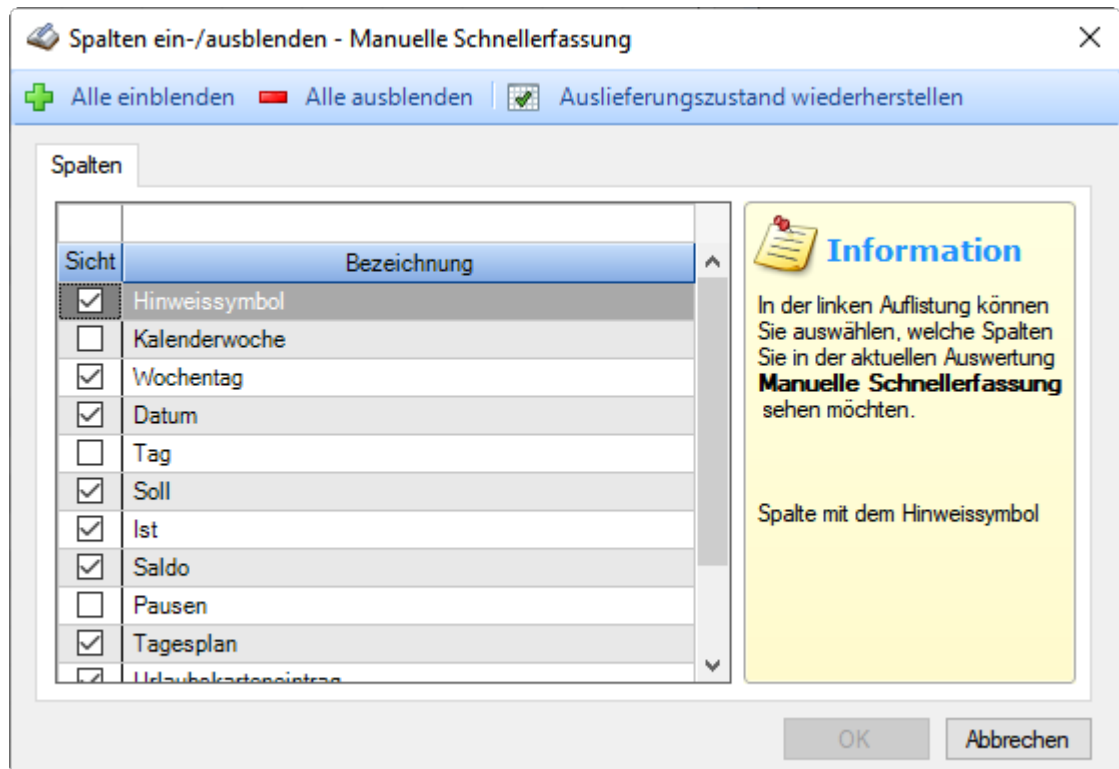 Spalten ein-/ausblenden - Manuelle Schnellerfassung
Alle einblenden Alle ausblenden Auslieferungszustand wiederherstellen
Spalten
Sicht Bezeichnung
Hinweissymbol
Kalenderwoche
Wochentag
Datum
Tag
Soll
Ist
Saldo
Pausen
Tagesplan
Urlaubskarteneintrag
Information
In der linken Auflistung können
Sie auswählen, welche Spalten
Sie in der aktuellen Auswertung
Manuelle Schnellerfassung
sehen möchten.
Spalte mit dem Hinweissymbol
OK Abbrechen